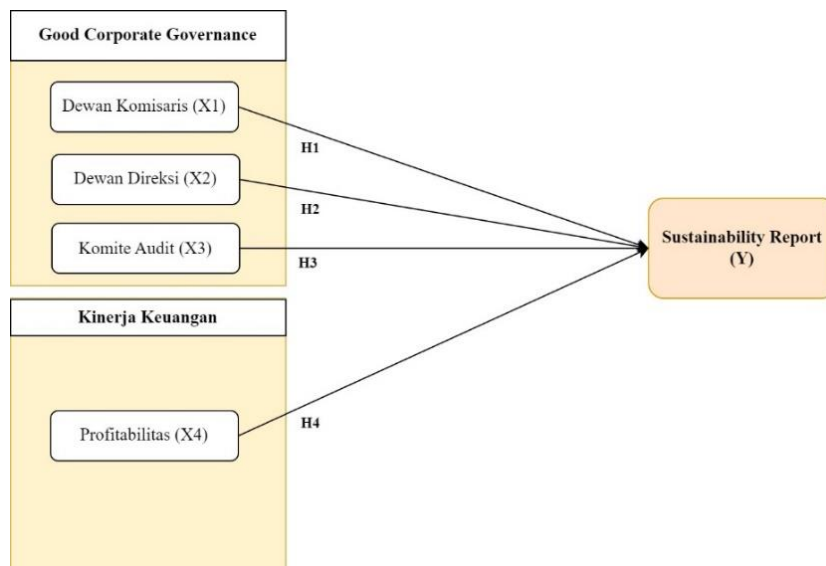 Good Corporate Governance
Dewan Komisaris (X1)
H1
Dewan Direksi (X2)
H2
Komite Audit (X3)
H3
Sustainability Report
(Y)
Kinerja Keuangan
Profitabilitas (X4)
H4